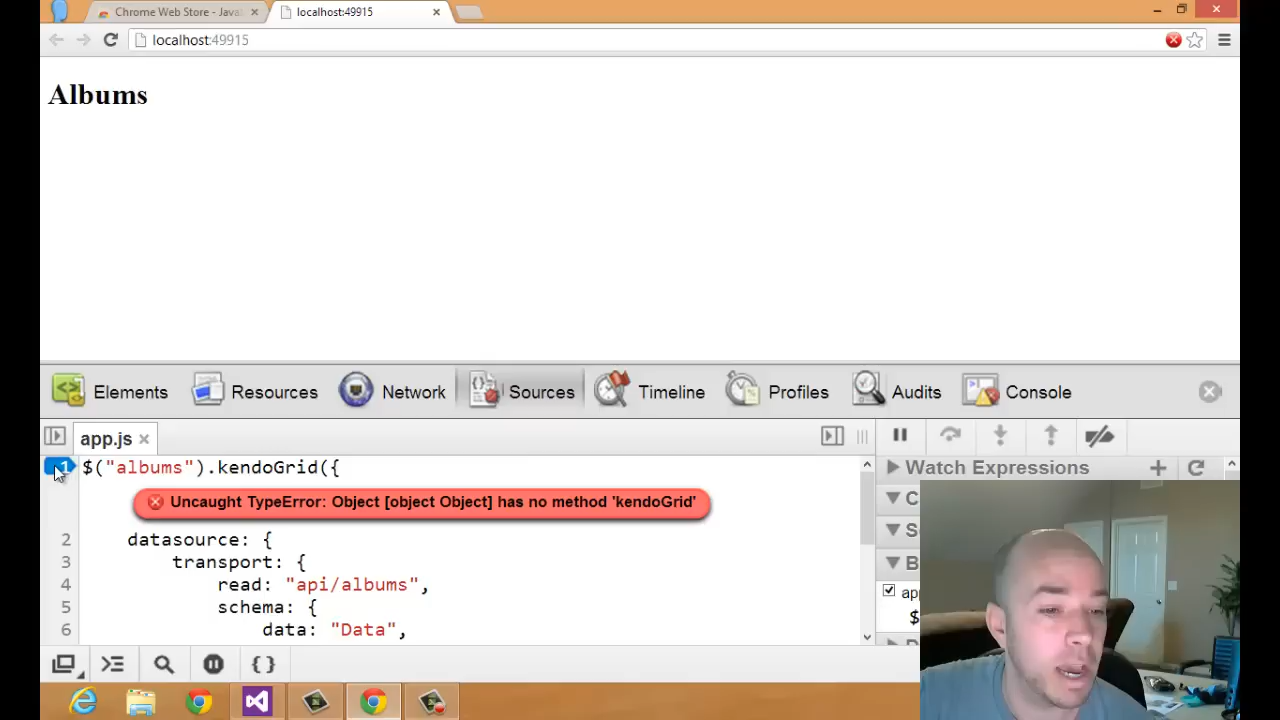 Chrome Web Store - Java
localhost:49915
localhost:49915
Albums
Elements
Resources
Network
Sources
Timeline
Profiles
Audits
Console
app.js
1 $("albums").kendoGrid({
Uncaught TypeError: Object [object Object] has no method 'kendoGrid'
2 datasource: {
3 transport: {
4 read: "api/albums",
5 schema: {
6 data: "Data",
Watch Expressions
C
S
B
app
$(